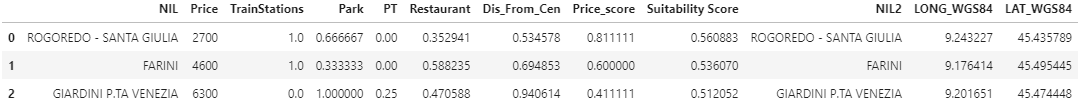 NIL Price TrainStations Park PT Restaurant Dis_From_Cen Price_score Suitability Score NIL2 LONG_WGS84 LAT_WGS84
0 ROGOREDO - SANTA GIULIA 2700 1.0 0.666667 0.00 0.352941 0.534578 0.811111 0.560883 ROGOREDO - SANTA GIULIA 9.243227 45.435789
1 FARINI 4600 1.0 0.333333 0.00 0.588235 0.694853 0.600000 0.536070 FARINI 9.176414 45.495445
2 GIARDINI P.TA VENEZIA 6300 0.0 1.000000 0.25 0.470588 0.940614 0.411111 0.512052 GIARDINI P.TA VENEZIA 9.201651 45.474448